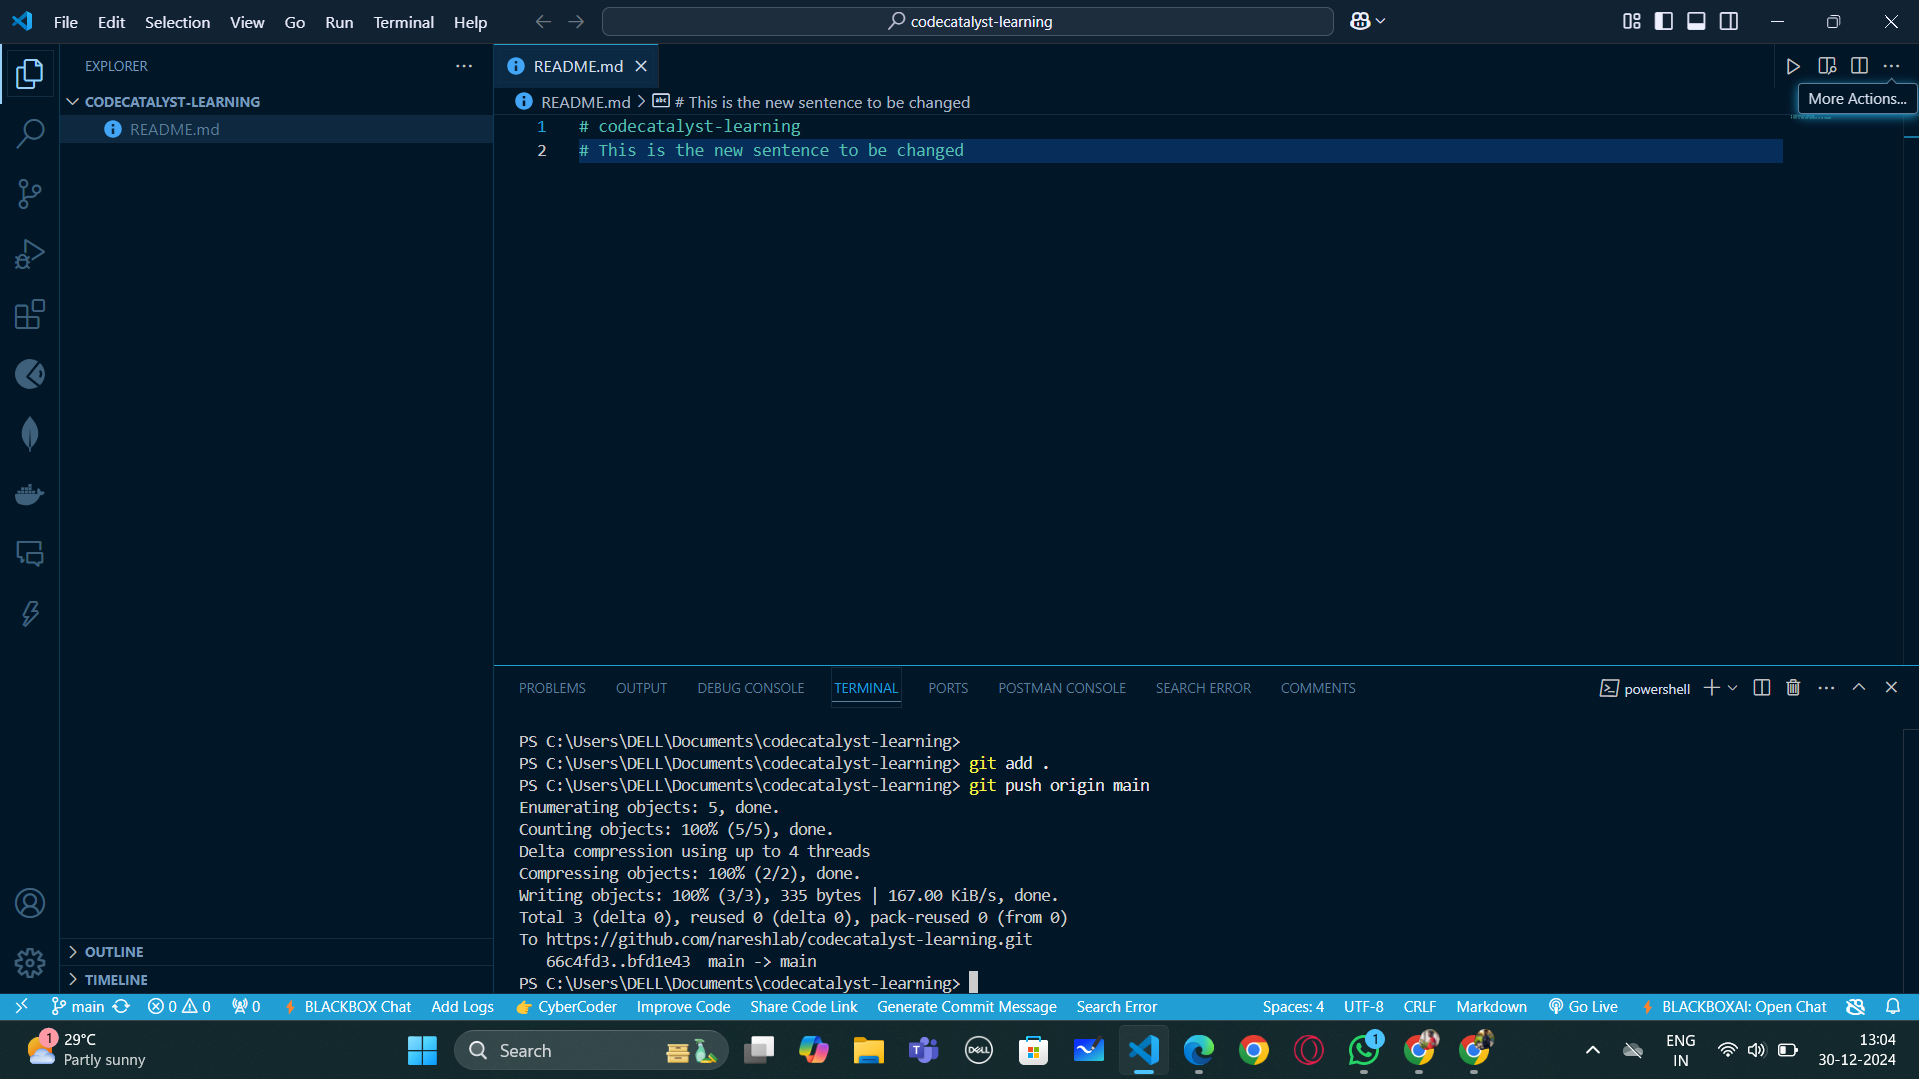 File Edit Selection View Go Run Terminal Help
codecatalyst-learning
EXPLORER
README.md
More Actions...
CODECATALYST-LEARNING
README.md
README.md > # This is the new sentence to be changed
1 # codecatalyst-learning
2 # This is the new sentence to be changed
PROBLEMS OUTPUT DEBUG CONSOLE TERMINAL PORTS POSTMAN CONSOLE SEARCH ERROR COMMENTS
powershell
PS C:\Users\DELL\Documents\codecatalyst-learning>
PS C:\Users\DELL\Documents\codecatalyst-learning> git add .
PS C:\Users\DELL\Documents\codecatalyst-learning> git push origin main
Enumerating objects: 5, done.
Counting objects: 100% (5/5), done.
Delta compression using up to 4 threads
Compressing objects: 100% (2/2), done.
Writing objects: 100% (3/3), 335 bytes | 167.00 KiB/s, done.
Total 3 (delta 0), reused 0 (delta 0), pack-reused 0 (from 0)
To https://github.com/nareshlab/codecatalyst-learning.git
66c4fd3..bfd1e43 main -> main
PS C:\Users\DELL\Documents\codecatalyst-learning>
OUTLINE
TIMELINE
main 0 0 0 BLACKBOX Chat Add Logs CyberCoder Improve Code Share Code Link Generate Commit Message Search Error Spaces: 4 UTF-8 CRLF Markdown Go Live BLACKBOXAI: Open Chat
1
29°C
Partly sunny
Search
DELL
1
ENG
IN
13:04
30-12-2024